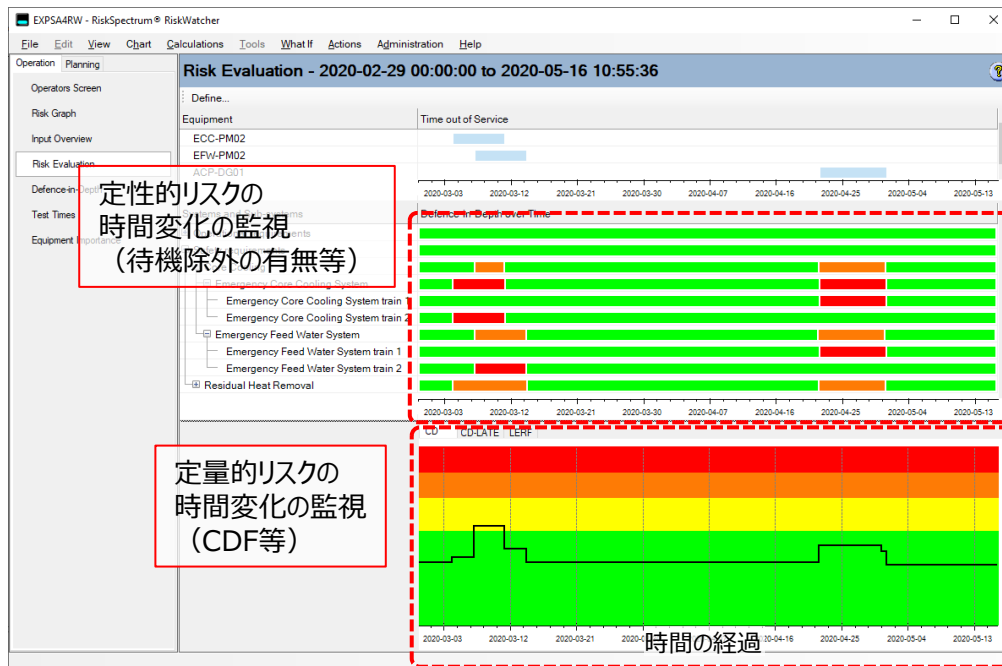 EXPSA4RW - RiskSpectrum® RiskWatcher
File Edit View Chart Calculations Tools What If Actions Administration Help
Operation Planning
Operators Screen
Risk Graph
Input Overview
Risk Evaluation
Defence-in-Depth
Test Times
Equipment Importance
Risk Evaluation - 2020-02-29 00:00:00 to 2020-05-16 10:55:36
Define...
Equipment Time out of Service
ECC-PM02
EFW-PM02
ACP-DG01
2020-03-03 2020-03-12 2020-03-21 2020-03-30 2020-04-07 2020-04-16 2020-04-25 2020-05-04 2020-05-13
定性的リスクの
時間変化の監視
（待機除外の有無等）
Defence-in-Depth over Time
Emergency Core Cooling System
Emergency Core Cooling System train 1
Emergency Core Cooling System train 2
Emergency Feed Water System
Emergency Feed Water System train 1
Emergency Feed Water System train 2
Residual Heat Removal
2020-03-03 2020-03-12 2020-03-21 2020-03-30 2020-04-07 2020-04-16 2020-04-25 2020-05-04 2020-05-13
定量的リスクの
時間変化の監視
（CDF等）
CD CD-LATE LERF
2020-03-03 2020-03-12 2020-03-21 2020-04-25 2020-05-04 2020-05-13
時間の経過